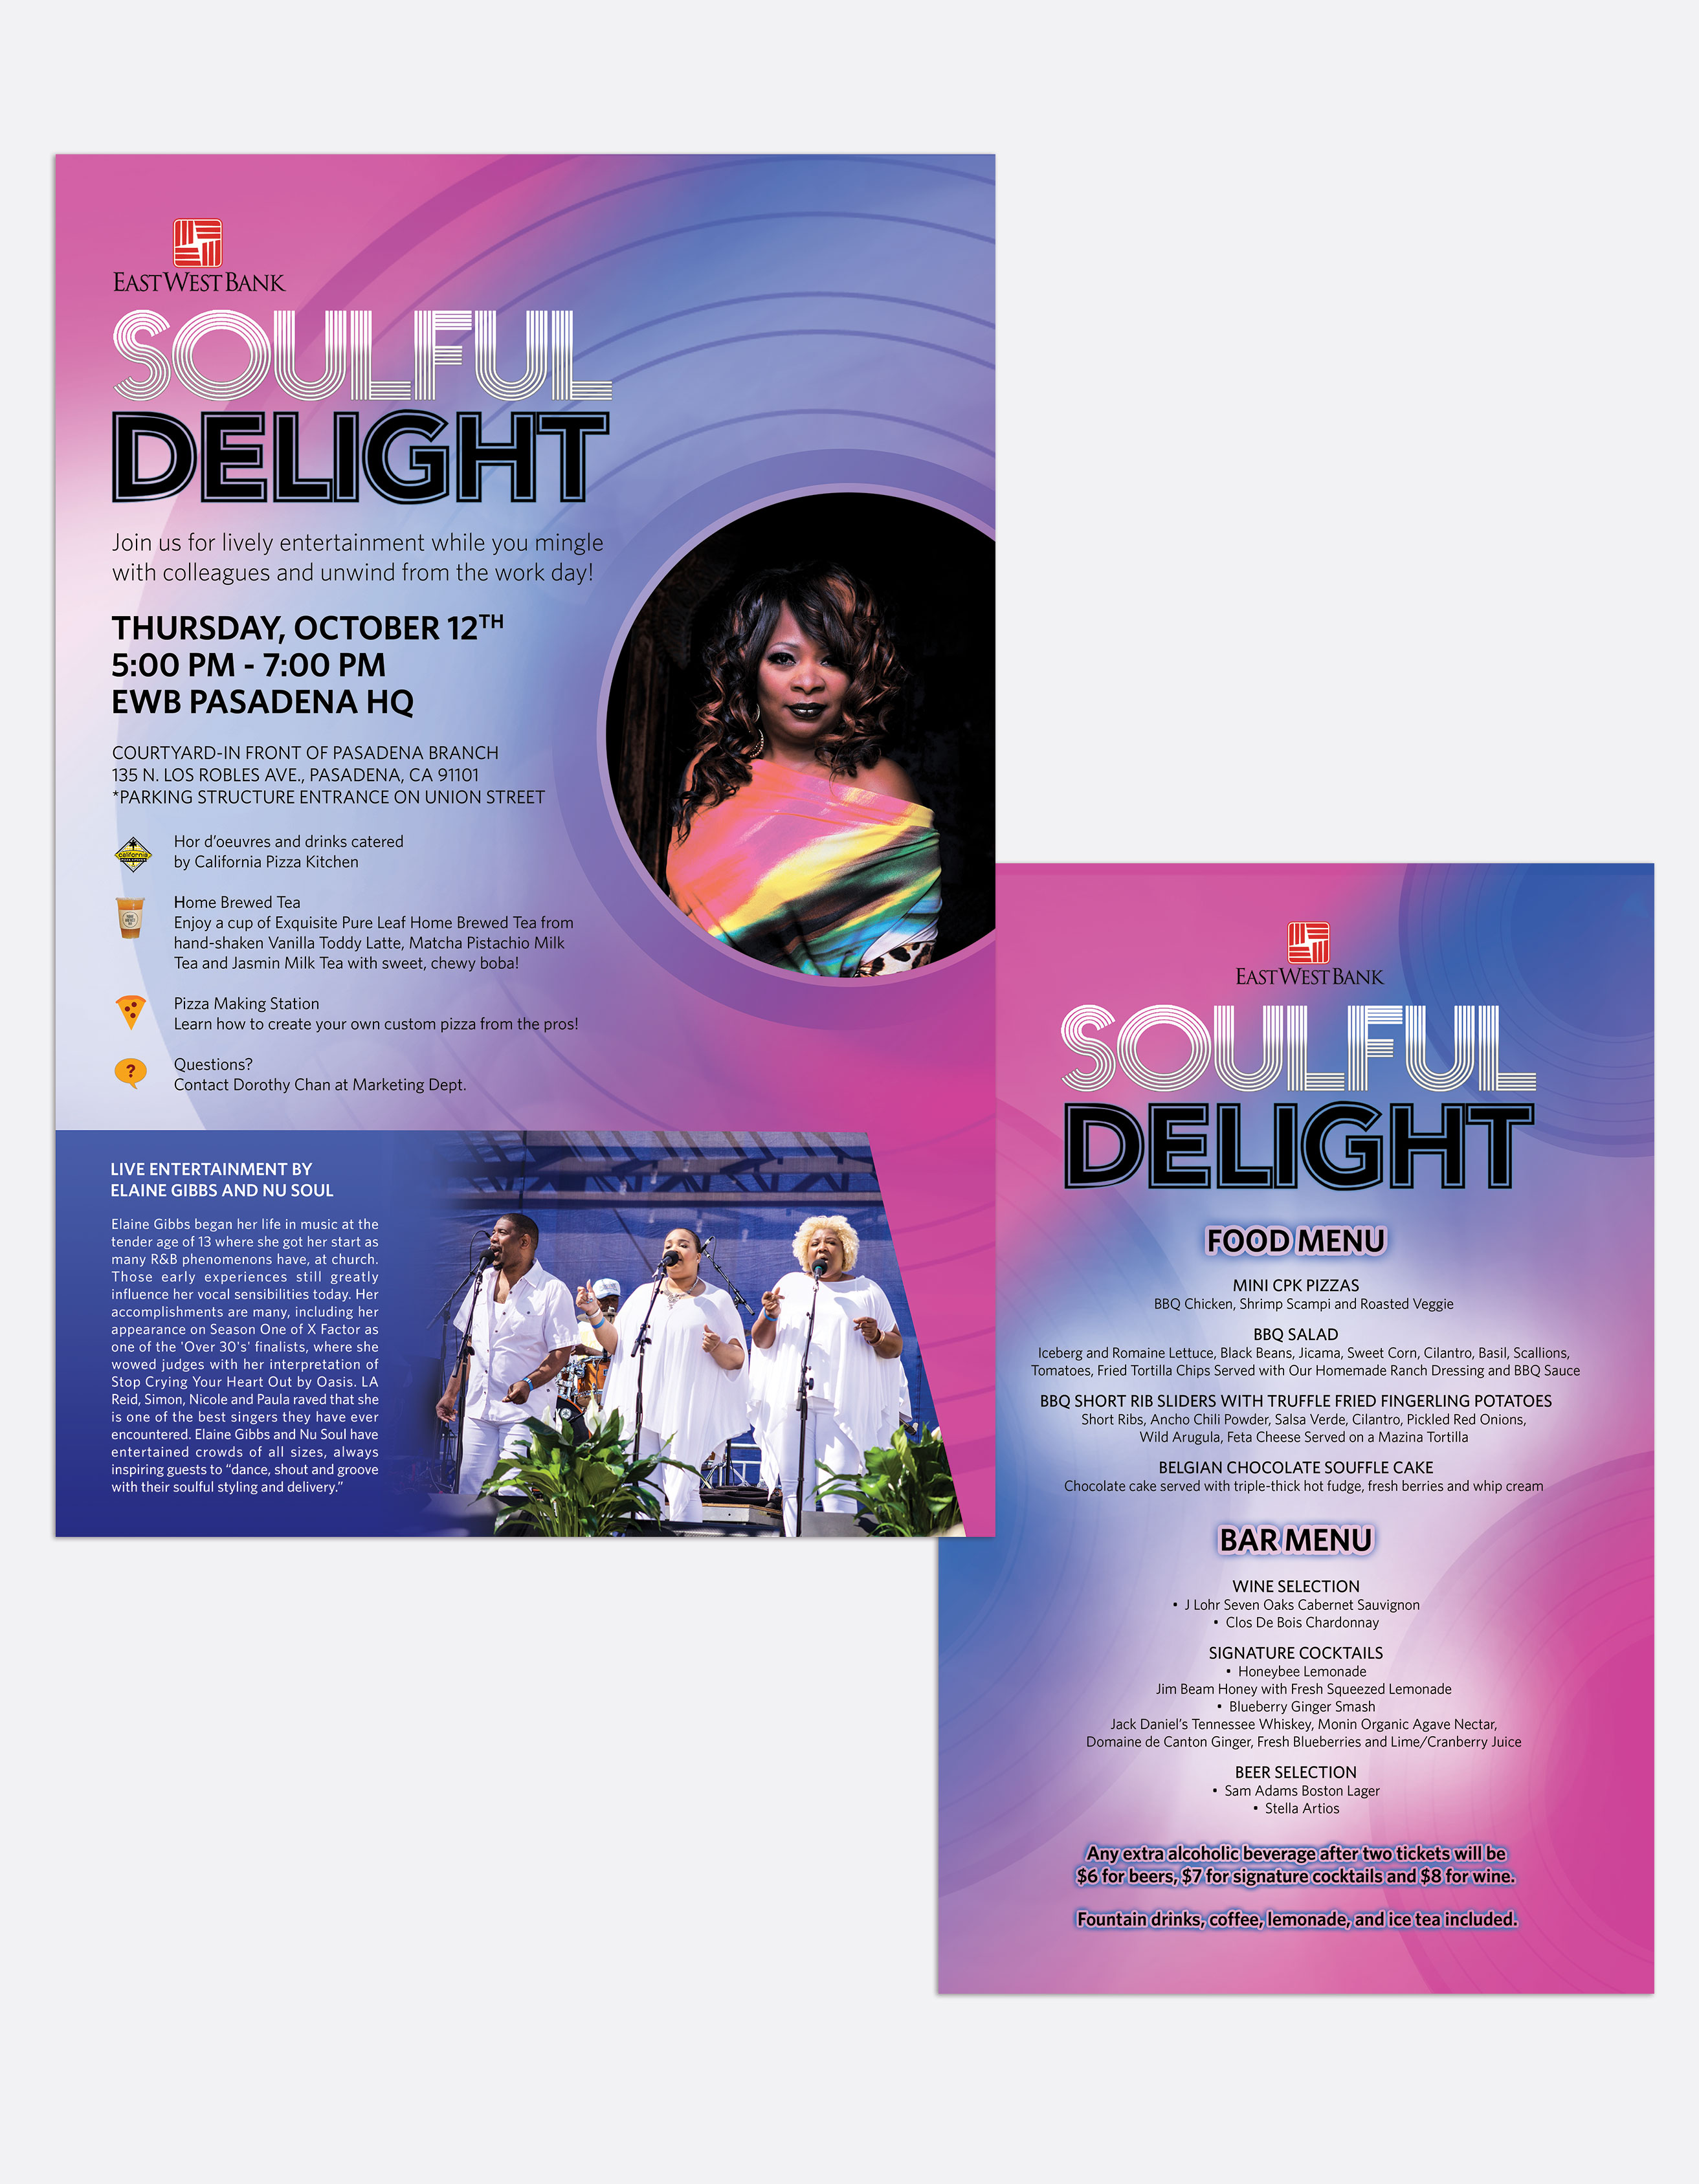 EASTWESTBANK
SOULFUL
DELIGHT
Join us for lively entertainment while you mingle
with colleagues and unwind from the work day!
THURSDAY, OCTOBER 12TH
5:00 PM - 7:00 PM
EWB PASADENA HQ
COURTYARD-IN FRONT OF PASADENA BRANCH
135 N. LOS ROBLES AVE., PASADENA, CA 91101
*PARKING STRUCTURE ENTRANCE ON UNION STREET
california
Hor d’oeuvres and drinks catered
by California Pizza Kitchen
Home Brewed Tea
Enjoy a cup of Exquisite Pure Leaf Home Brewed Tea from
hand-shaken Vanilla Toddy Latte, Matcha Pistachio Milk
Tea and Jasmin Milk Tea with sweet, chewy boba!
Pizza Making Station
Learn how to create your own custom pizza from the pros!
?
Questions?
Contact Dorothy Chan at Marketing Dept.
LIVE ENTERTAINMENT BY
ELAINE GIBBS AND NU SOUL
Elaine Gibbs began her life in music at the
tender age of 13 where she got her start as
many R&B phenomenons have, at church.
Those early experiences still greatly
influence her vocal sensibilities today. Her
accomplishments are many, including her
appearance on Season One of X Factor as
one of the 'Over 30's' finalists, where she
wowed judges with her interpretation of
Stop Crying Your Heart Out by Oasis. LA
Reid, Simon, Nicole and Paula raved that she
is one of the best singers they have ever
encountered. Elaine Gibbs and Nu Soul have
entertained crowds of all sizes, always
inspiring guests to “dance, shout and groove
with their soulful styling and delivery.”
EASTWESTBANK
SOULFUL
DELIGHT
FOOD MENU
MINI CPK PIZZAS
BBQ Chicken, Shrimp Scampi and Roasted Veggie
BBQ SALAD
Iceberg and Romaine Lettuce, Black Beans, Jicama, Sweet Corn, Cilantro, Basil, Scallions,
Tomatoes, Fried Tortilla Chips Served with Our Homemade Ranch Dressing and BBQ Sauce
BBQ SHORT RIB SLIDERS WITH TRUFFLE FRIED FINGERLING POTATOES
Short Ribs, Ancho Chili Powder, Salsa Verde, Cilantro, Pickled Red Onions,
Wild Arugula, Feta Cheese Served on a Mazina Tortilla
BELGIAN CHOCOLATE SOUFFLE CAKE
Chocolate cake served with triple-thick hot fudge, fresh berries and whip cream
BAR MENU
WINE SELECTION
• J Lohr Seven Oaks Cabernet Sauvignon
• Clos De Bois Chardonnay
SIGNATURE COCKTAILS
• Honeybee Lemonade
Jim Beam Honey with Fresh Squeezed Lemonade
• Blueberry Ginger Smash
Jack Daniel’s Tennessee Whiskey, Monin Organic Agave Nectar,
Domaine de Canton Ginger, Fresh Blueberries and Lime/Cranberry Juice
BEER SELECTION
• Sam Adams Boston Lager
• Stella Artios
Any extra alcoholic beverage after two tickets will be
$6 for beers, $7 for signature cocktails and $8 for wine.
Fountain drinks, coffee, lemonade, and ice tea included.